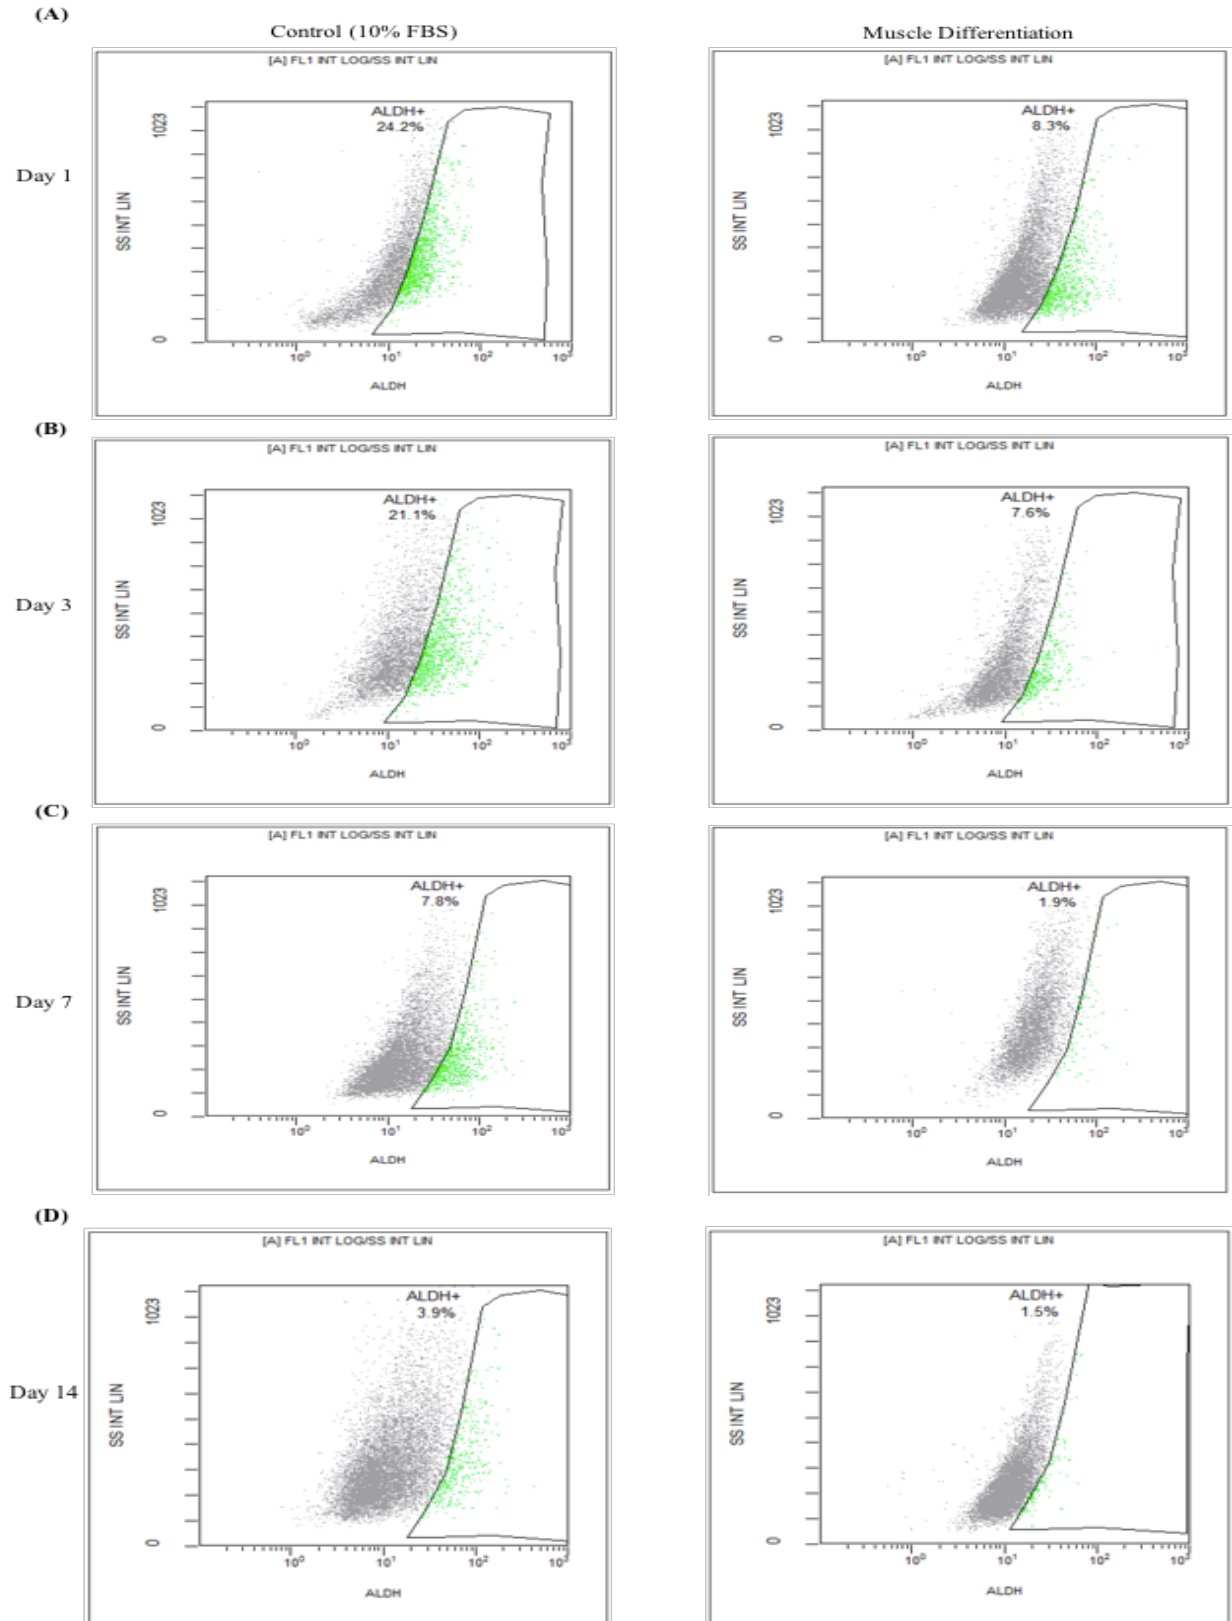 (A)
Control (10% FBS)
Muscle Differentiation
Day 1
[A] FL1 INT LOG/SS INT LIN
ALDH+
24.2%
1023
SS INT LIN
0
10⁰ 10¹ 10² 10³
ALDH
[A] FL1 INT LOG/SS INT LIN
ALDH+
8.3%
1023
SS INT LIN
0
10⁰ 10¹ 10² 10³
ALDH
(B)
Day 3
[A] FL1 INT LOG/SS INT LIN
ALDH+
21.1%
1023
SS INT LIN
0
10⁰ 10¹ 10² 10³
ALDH
[A] FL1 INT LOG/SS INT LIN
ALDH+
7.6%
1023
SS INT LIN
0
10⁰ 10¹ 10² 10³
ALDH
(C)
Day 7
[A] FL1 INT LOG/SS INT LIN
ALDH+
7.8%
1023
SS INT LIN
0
10⁰ 10¹ 10² 10³
ALDH
[A] FL1 INT LOG/SS INT LIN
ALDH+
1.9%
1023
SS INT LIN
0
10⁰ 10¹ 10² 10³
ALDH
(D)
Day 14
[A] FL1 INT LOG/SS INT LIN
ALDH+
3.9%
1023
SS INT LIN
0
10⁰ 10¹ 10² 10³
ALDH
[A] FL1 INT LOG/SS INT LIN
ALDH+
1.5%
1023
SS INT LIN
0
10⁰ 10¹ 10² 10³
ALDH